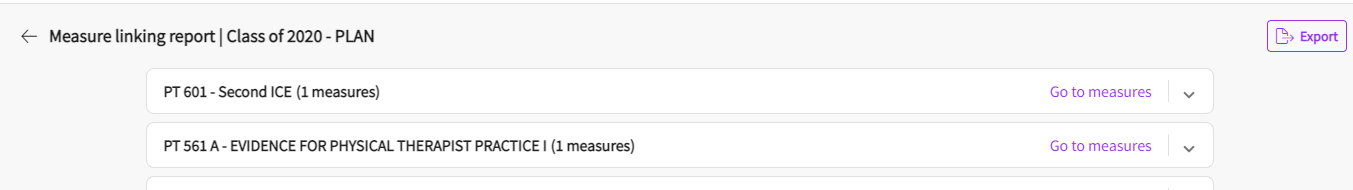 Measure linking report | Class of 2020 - PLAN
Export
PT 601 - Second ICE (1 measures)
Go to measures
PT 561 A - EVIDENCE FOR PHYSICAL THERAPIST PRACTICE I (1 measures)
Go to measures